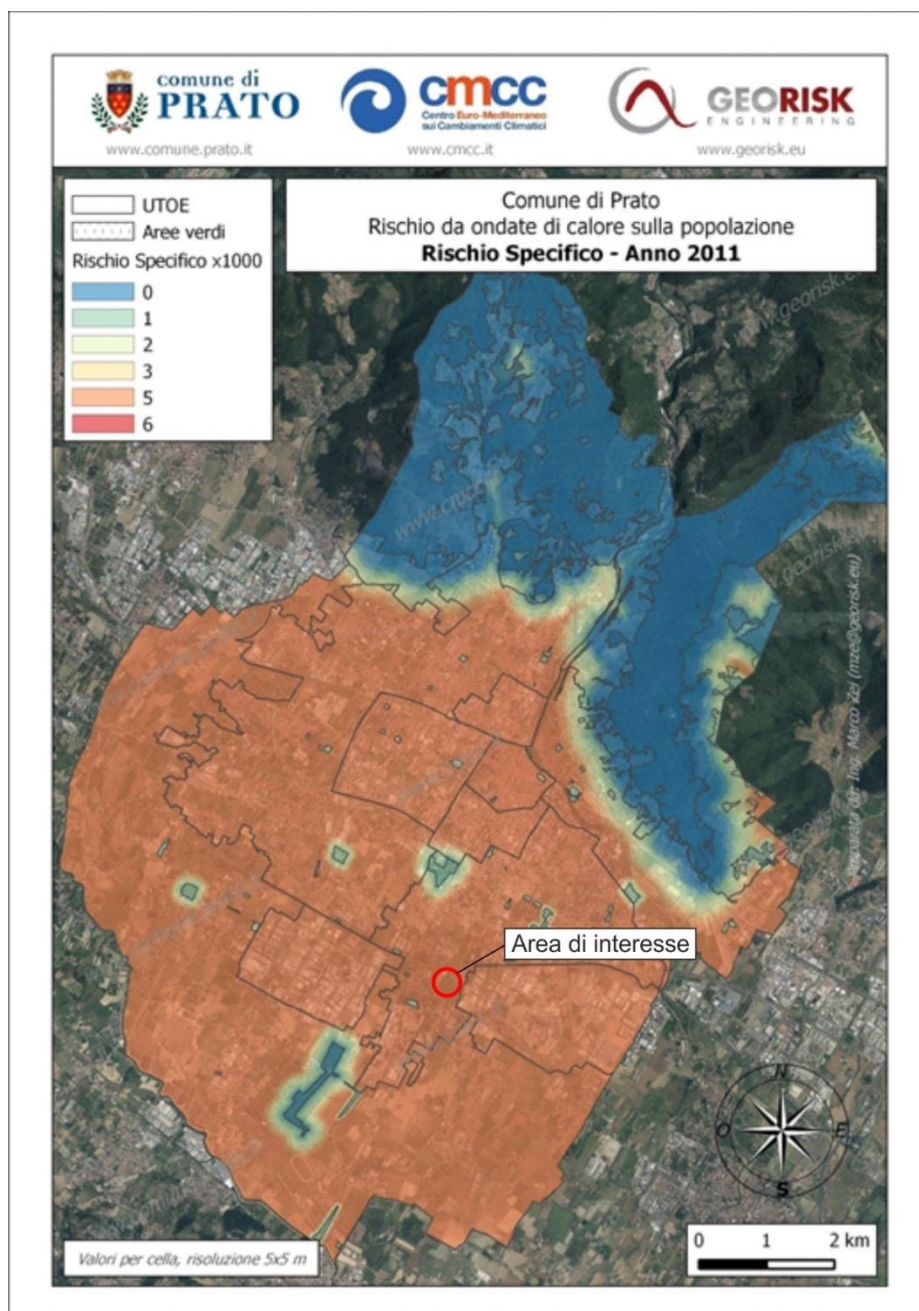 comune di
PRATO
www.comune.prato.it
cmcc
Centro Euro-Mediterraneo
sui Cambiamenti Climatici
www.cmcc.it
GEORISK
ENGINEERING
www.georisk.eu
UTOE
Aree verdi
Rischio Specifico x1000
0
1
2
3
5
6
Comune di Prato
Rischio da ondate di calore sulla popolazione
Rischio Specifico - Anno 2011
Area di interesse
N
O
E
S
0 1 2 km
Valori per cella, risoluzione 5x5 m